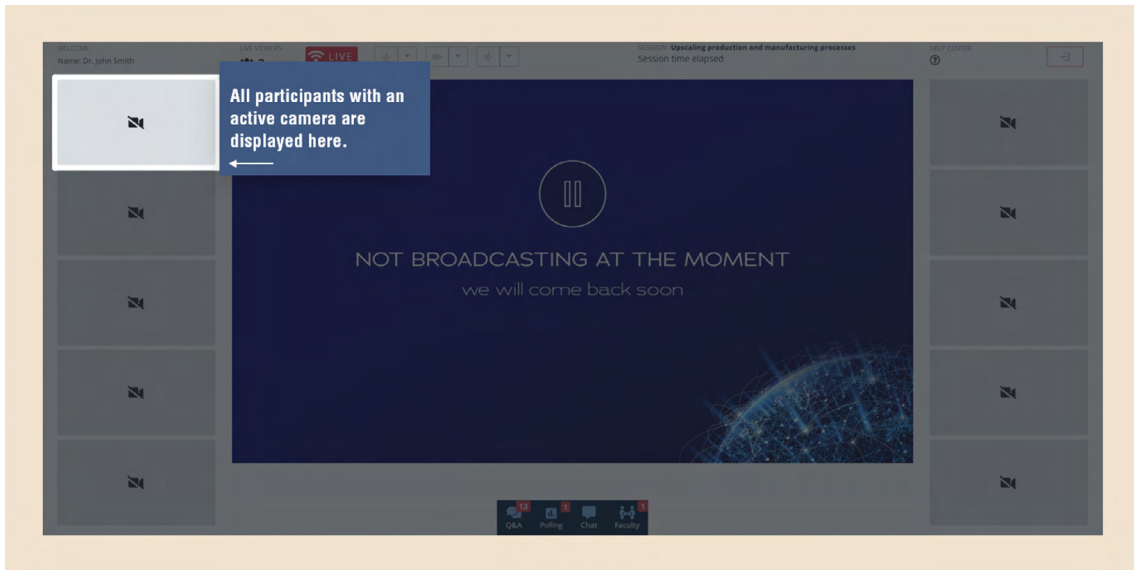 WELCOME
Name: Dr. John Smith
LIVE VIEWERS
LIVE
SESSION :Upscaling production and manufacturing processes
Session time elapsed
HELP CENTER
All participants with an
active camera are
displayed here.
NOT BROADCASTING AT THE MOMENT
we will come back soon
13
1
1
Q&A Polling Chat Faculty